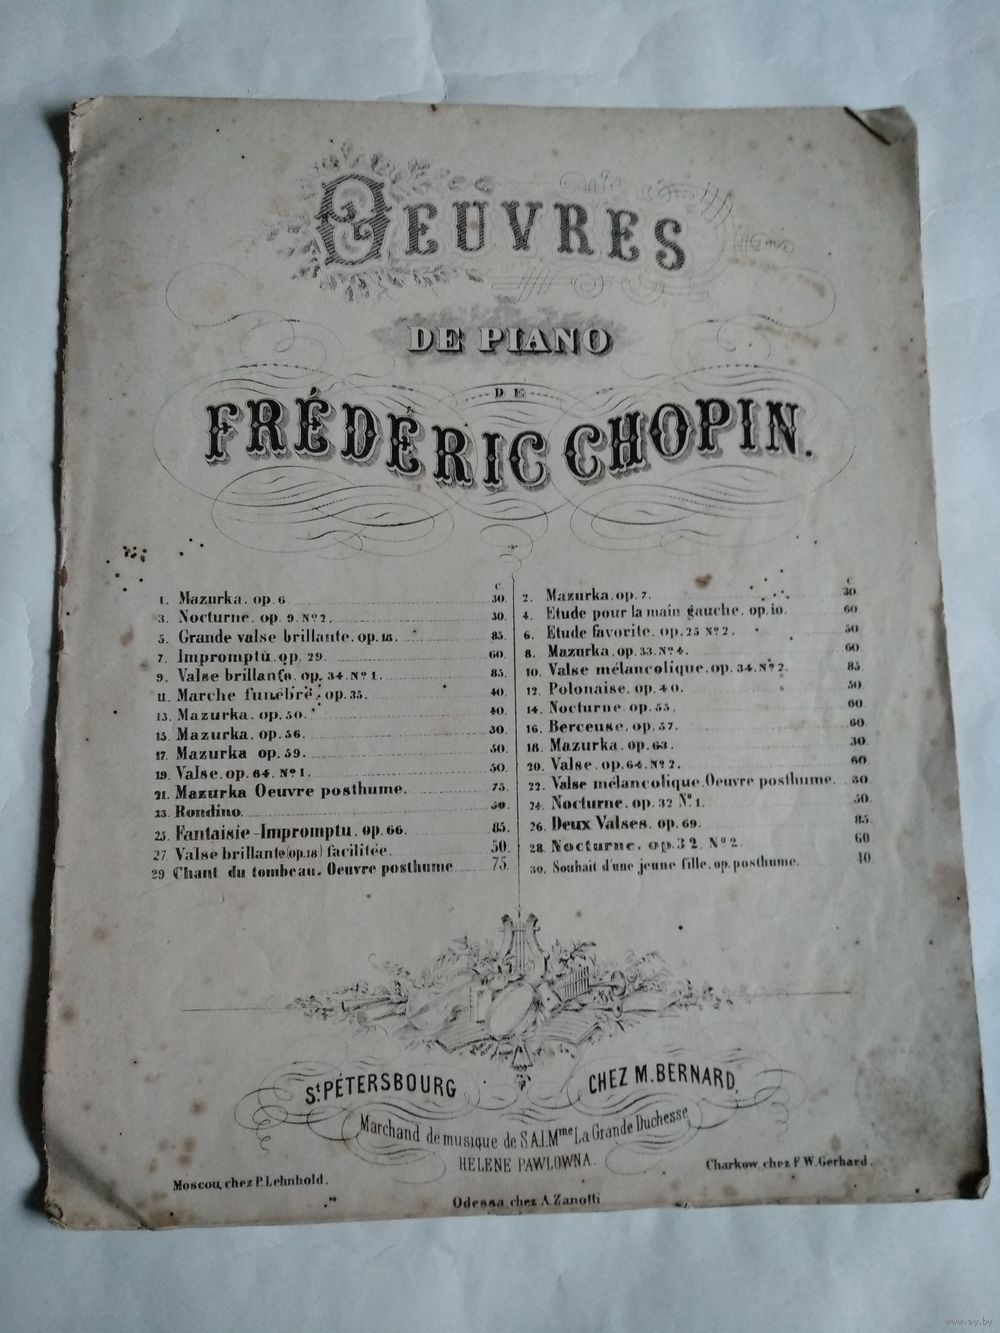 OEUVRES
DE PIANO
DE
FRÉDÉRIC CHOPIN.
c.
1. Mazurka. op. 6 30.
3. Nocturne. op. 9. No 2. 30.
5. Grande valse brillante. op. 18. 85.
7. Impromptu. op. 29. 60.
9. Valse brillante. op. 34. No 1. 85.
11. Marche funébre. op. 35. 40.
13. Mazurka. op. 50. 40.
15. Mazurka. op. 56. 30.
17. Mazurka op. 59. 50.
19. Valse. op. 64. No 1. 50.
21. Mazurka Oeuvre posthume. 75.
23. Rondino. 50.
25. Fantaisie-Impromptu. op. 66. 85.
27. Valse brillante (op. 18) facilitée. 50.
29 Chant du tombeau. Oeuvre posthume 75.
c
2. Mazurka. op. 7. 30.
4. Etude pour la main gauche. op. 10. 60
6. Etude favorite. op. 25 No 2. 50
8. Mazurka. op. 33. No 4. 60.
10. Valse mélancolique. op. 34. No 2. 85.
12. Polonaise. op. 40. 50.
14. Nocturne. op. 55. 60.
16. Berceuse. op. 57. 60.
18. Mazurka. op. 63. 30.
20. Valse. op. 64. No 2. 60
22. Valse mélancolique. Oeuvre posthume. 30.
24. Nocturne. op. 32 No 1. 50.
26. Deux Valses. op. 69. 85.
28. Nocturne. op. 32. No 2. 60
30. Souhait d'une jeune fille. op. posthume. 40.
St PÉTERSBOURG CHEZ M. BERNARD,
Marchand de musique de S.A.I. Mme La Grande Duchesse
HELENE PAWLOWNA.
Moscou, chez P. Lehnhold. Charkow, chez F. W. Gerbard.
Odessa, chez A. Zanotti
www.ay.by